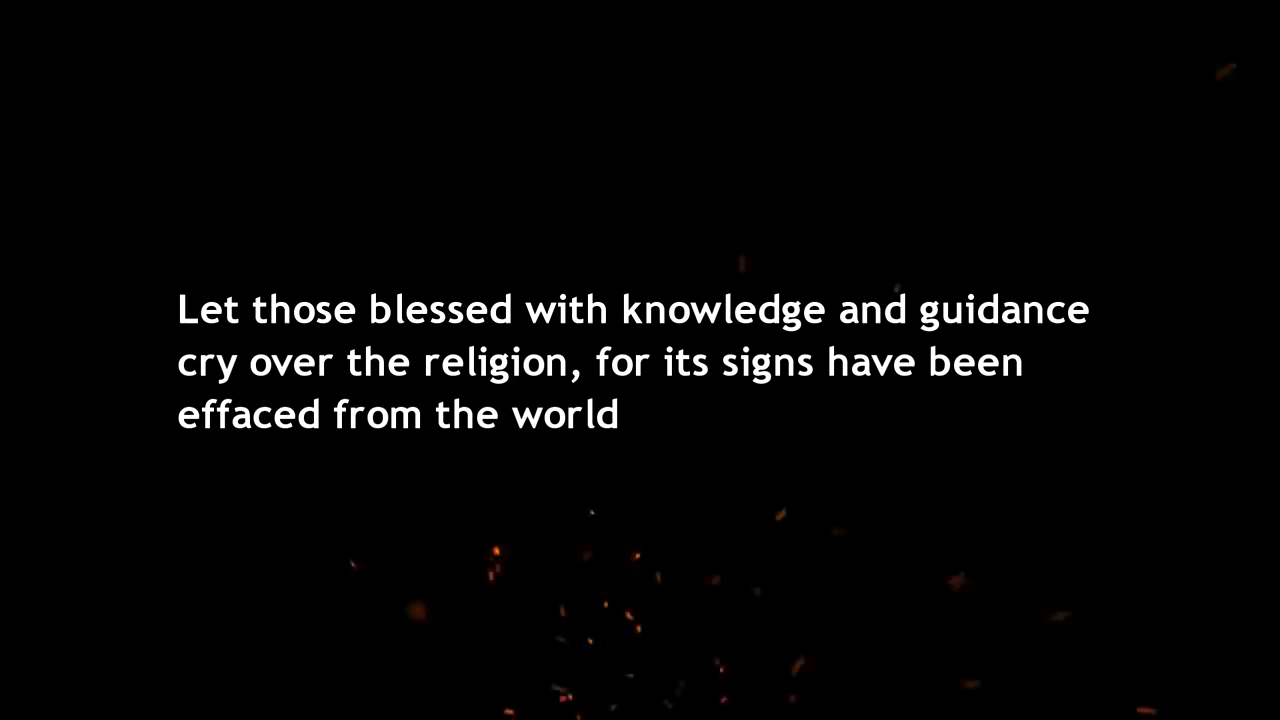 Let those blessed with knowledge and guidance
cry over the religion, for its signs have been
effaced from the world